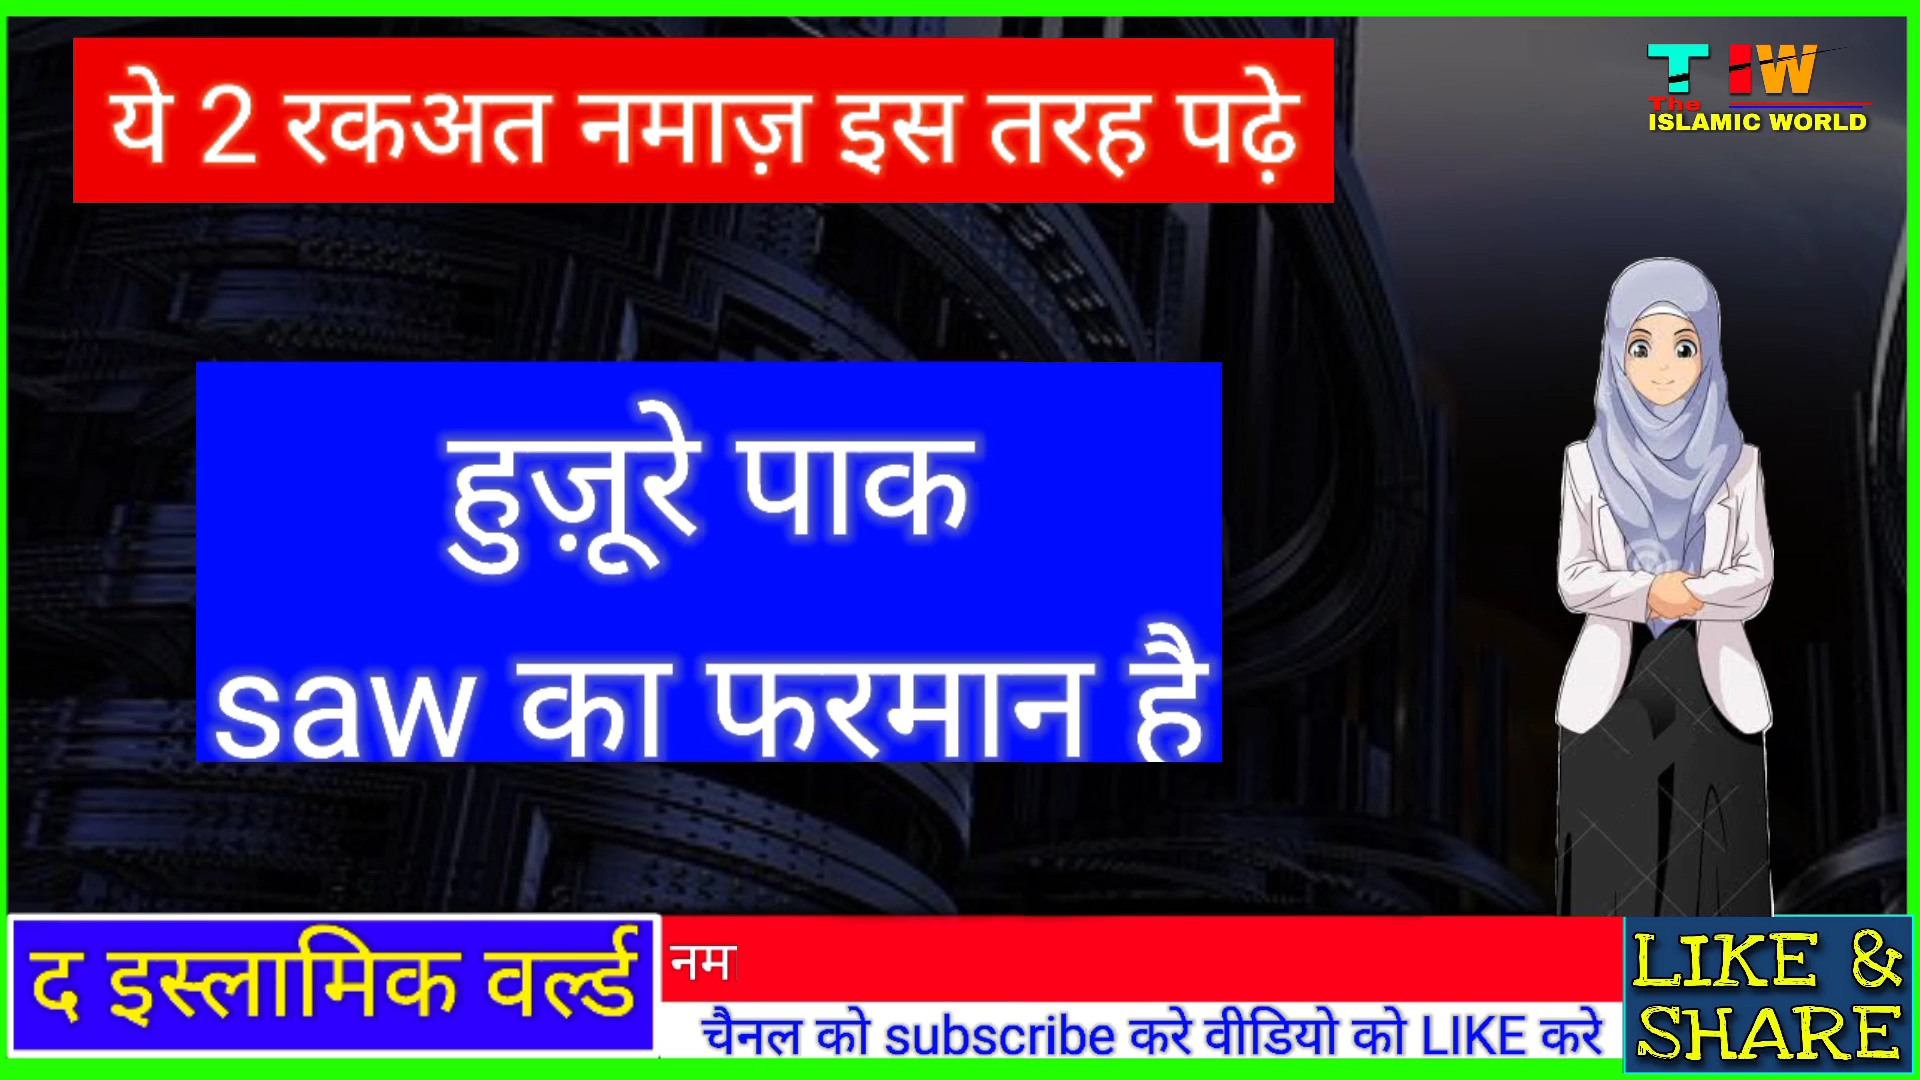 ये 2 रकअत नमाज़ इस तरह पढ़े
TIW
The
ISLAMIC WORLD
हुज़ूरे पाक
saw का फरमान है
द इस्लामिक वर्ल्ड
नम
चैनल को subscribe करे वीडियो को LIKE करे
LIKE &
SHARE